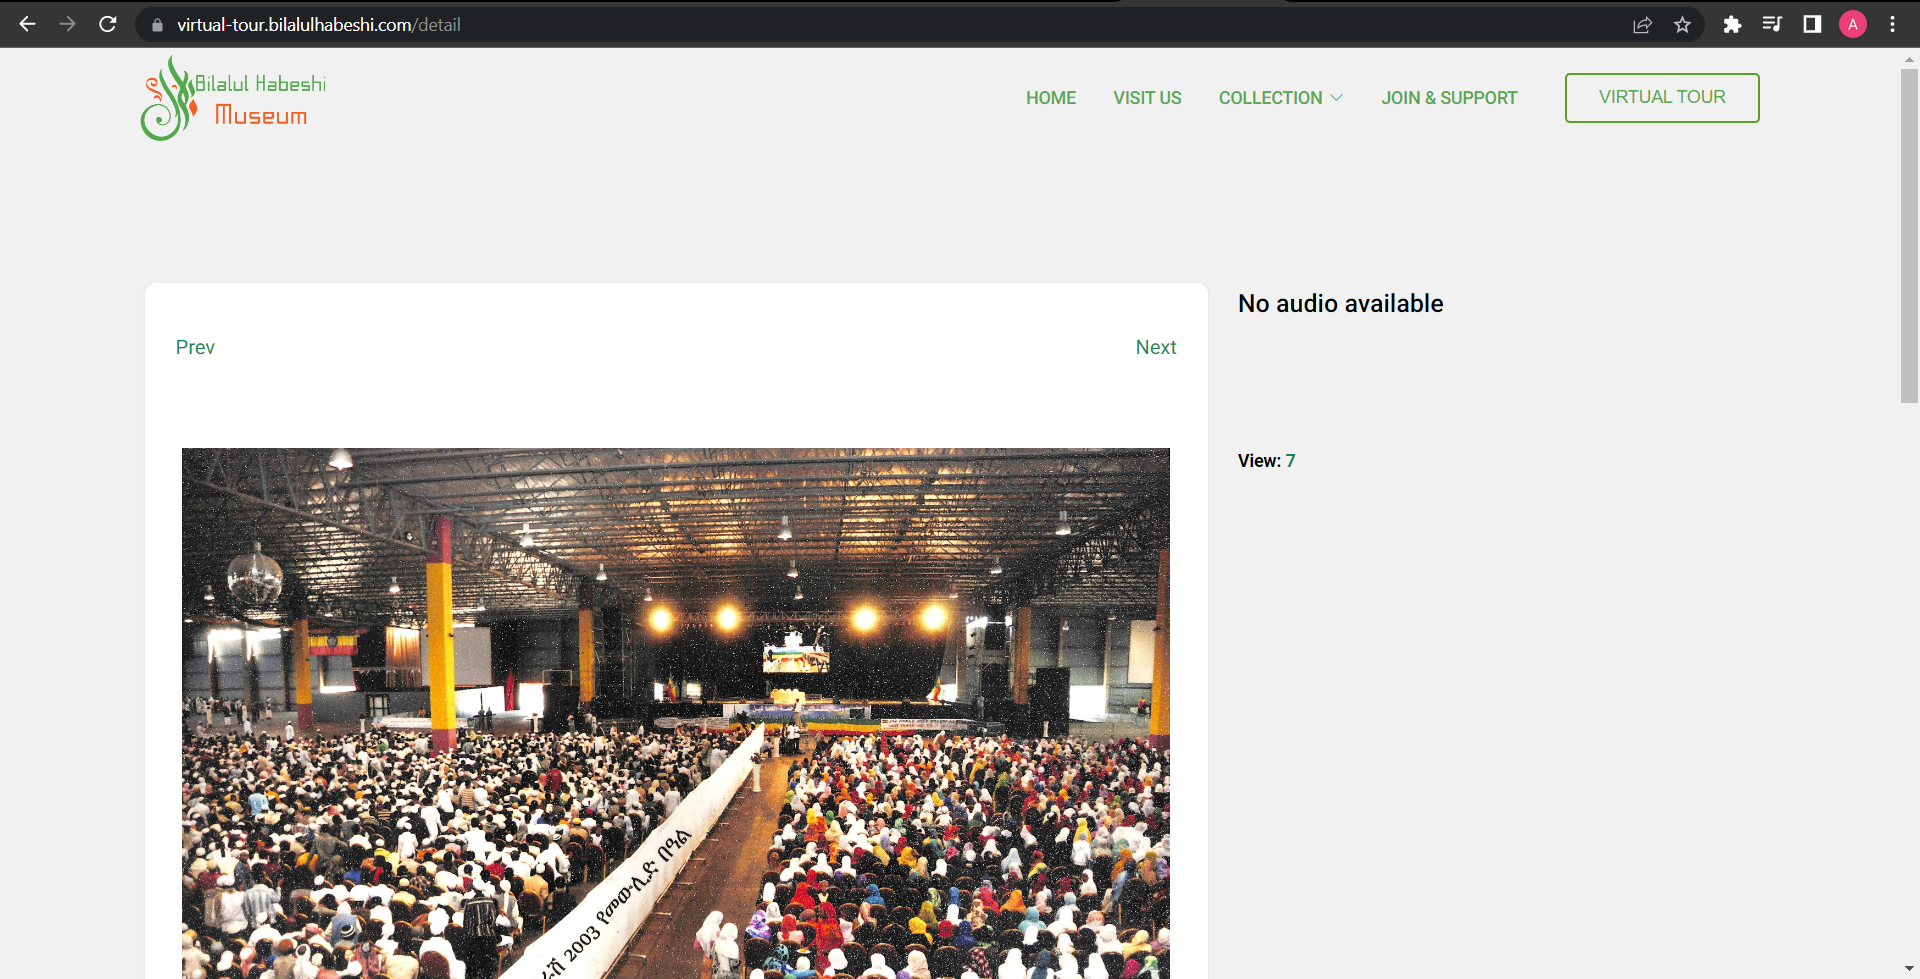 virtual-tour.bilalulhabeshi.com/detail
A
Bilalul Habeshi
Museum
HOME
VISIT US
COLLECTION
JOIN & SUPPORT
VIRTUAL TOUR
Prev
Next
No audio available
View: 7
2003 የመውሊድ በዓል